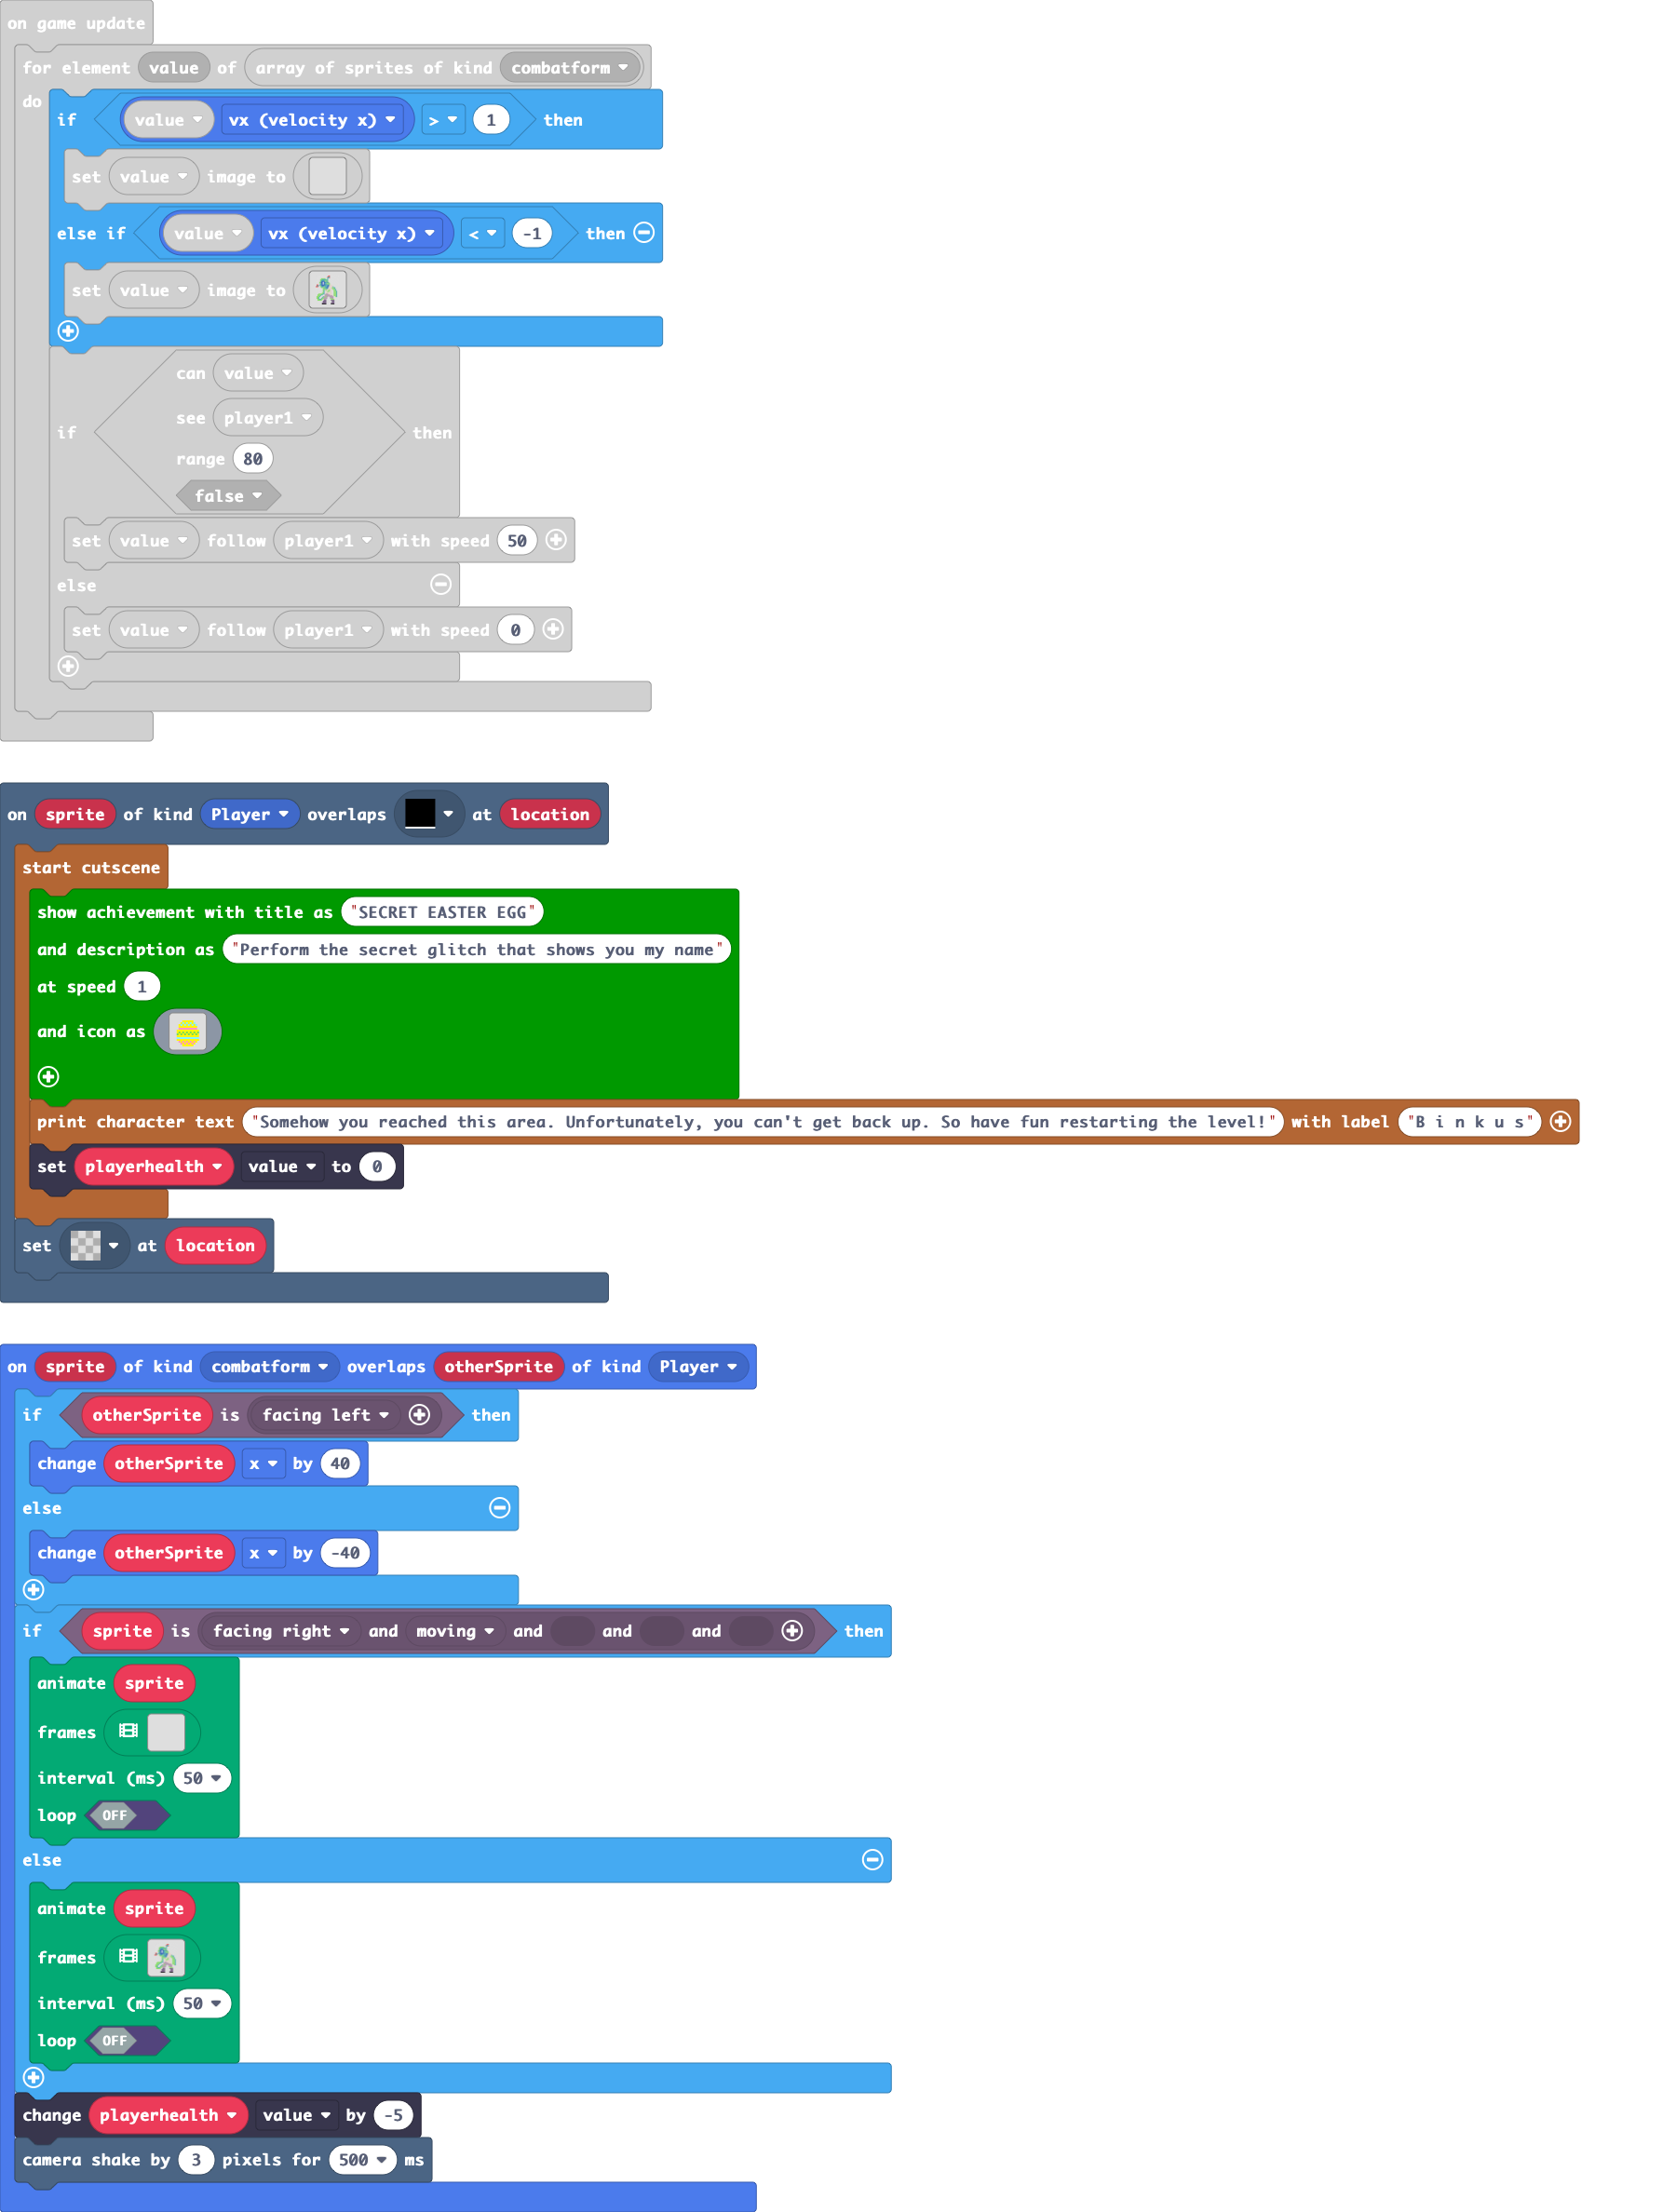 on game update
for element value of array of sprites of kind combatform
do
if value vx (velocity x) > 1 then
set value image to
else if value vx (velocity x) < -1 then
set value image to
can value
see player1
if then
range 80
false
set value follow player1 with speed 50
else
set value follow player1 with speed 0
on sprite of kind Player overlaps at location
start cutscene
show achievement with title as "SECRET EASTER EGG"
and description as "Perform the secret glitch that shows you my name"
at speed 1
and icon as
print character text "Somehow you reached this area. Unfortunately, you can't get back up. So have fun restarting the level!" with label "B i n k u s"
set playerhealth value to 0
set at location
on sprite of kind combatform overlaps otherSprite of kind Player
if otherSprite is facing left then
change otherSprite x by 40
else
change otherSprite x by -40
if sprite is facing right and moving and and and then
animate sprite
frames
interval (ms) 50
loop OFF
else
animate sprite
frames
interval (ms) 50
loop OFF
change playerhealth value by -5
camera shake by 3 pixels for 500 ms